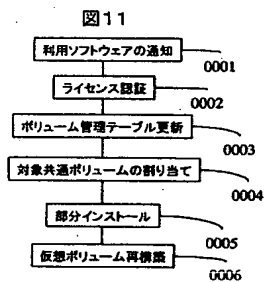 図11
利用ソフトウェアの通知
0001
ライセンス認証
0002
ボリューム管理テーブル更新
0003
対象共通ボリュームの割り当て
0004
部分インストール
0005
仮想ボリューム再構築
0006